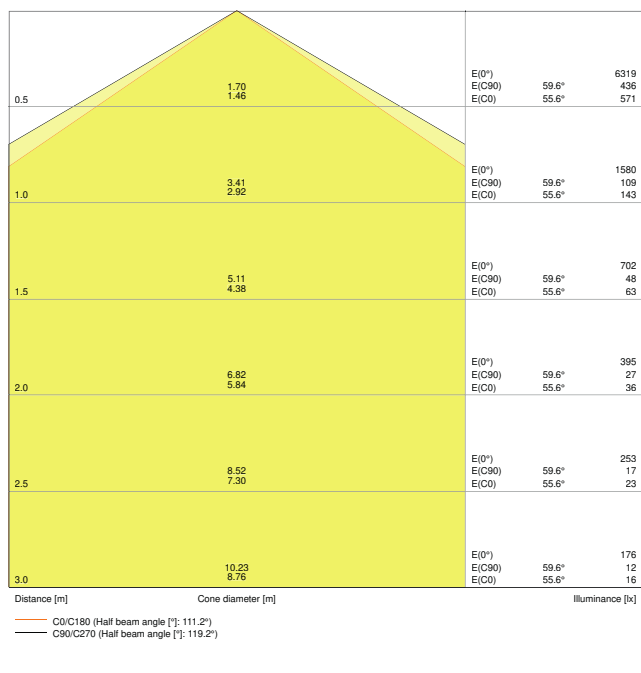 E(0°) 6319
1.70 E(C90) 59.6° 436
0.5 1.46 E(C0) 55.6° 571
E(0°) 1580
3.41 E(C90) 59.6° 109
1.0 2.92 E(C0) 55.6° 143
E(0°) 702
5.11 E(C90) 59.6° 48
1.5 4.38 E(C0) 55.6° 63
E(0°) 395
6.82 E(C90) 59.6° 27
2.0 5.84 E(C0) 55.6° 36
E(0°) 253
8.52 E(C90) 59.6° 17
2.5 7.30 E(C0) 55.6° 23
E(0°) 176
10.23 E(C90) 59.6° 12
3.0 8.76 E(C0) 55.6° 16
Distance [m] Cone diameter [m] Illuminance [lx]
C0/C180 (Half beam angle [°]: 111.2°)
C90/C270 (Half beam angle [°]: 119.2°)